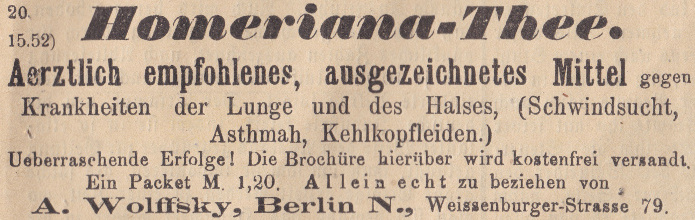 20.
15.52)
Homeriana-Thee.
Aerztlich empfohlenes, ausgezeichnetes Mittel gegen
Krankheiten der Lunge und des Halses, (Schwindsucht,
Asthmah, Kehlkopfleiden.)
Ueberraschende Erfolge! Die Brochüre hierüber wird kostenfrei versandt.
Ein Packet M. 1,20. Allein echt zu beziehen von
A. Wolffsky, Berlin N., Weissenburger-Strasse 79.